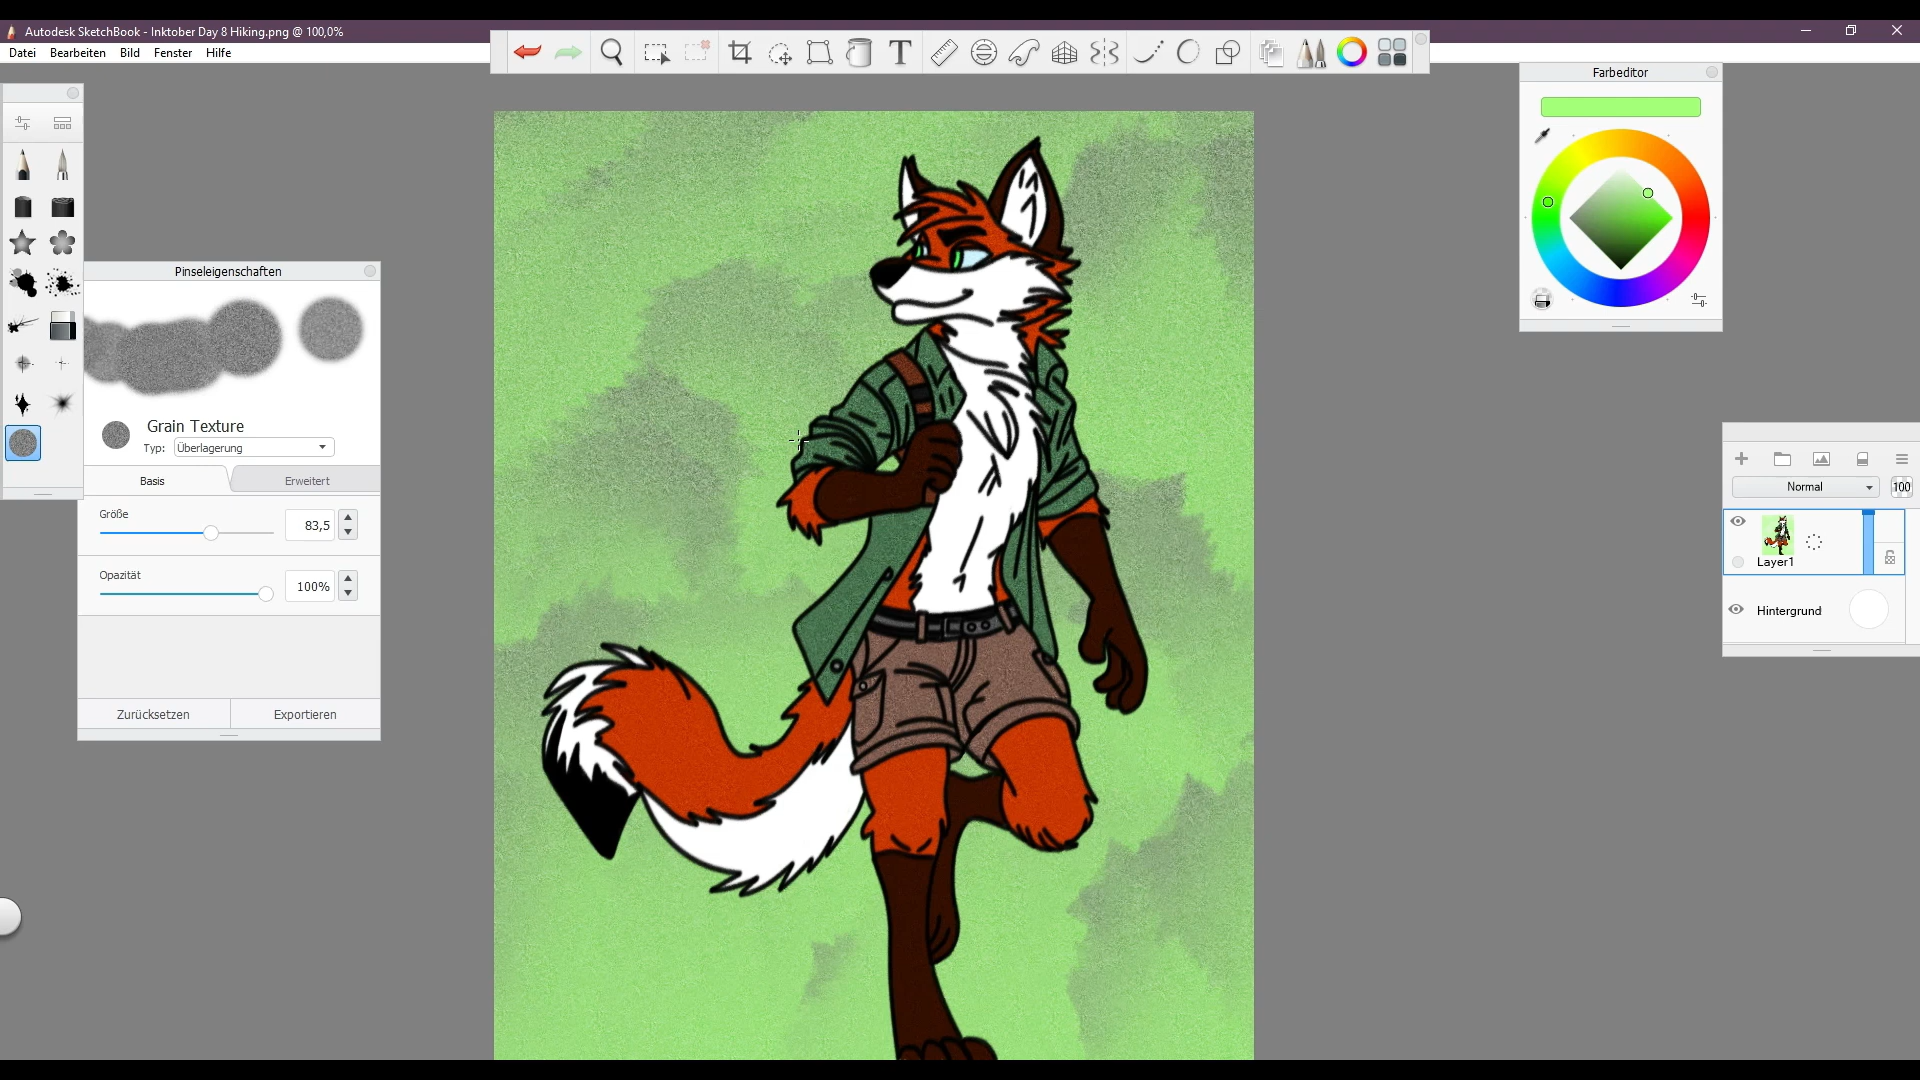 Autodesk SketchBook - Inktober Day 8 Hiking.png @ 100,0%
Datei Bearbeiten Bild Fenster Hilfe
T
Farbeditor
Pinseleigenschaften
Grain Texture
Typ: Überlagerung
Basis Erweitert
Größe
83,5
Opazität
100%
Zurücksetzen Exportieren
Normal 100
Layer1
Hintergrund